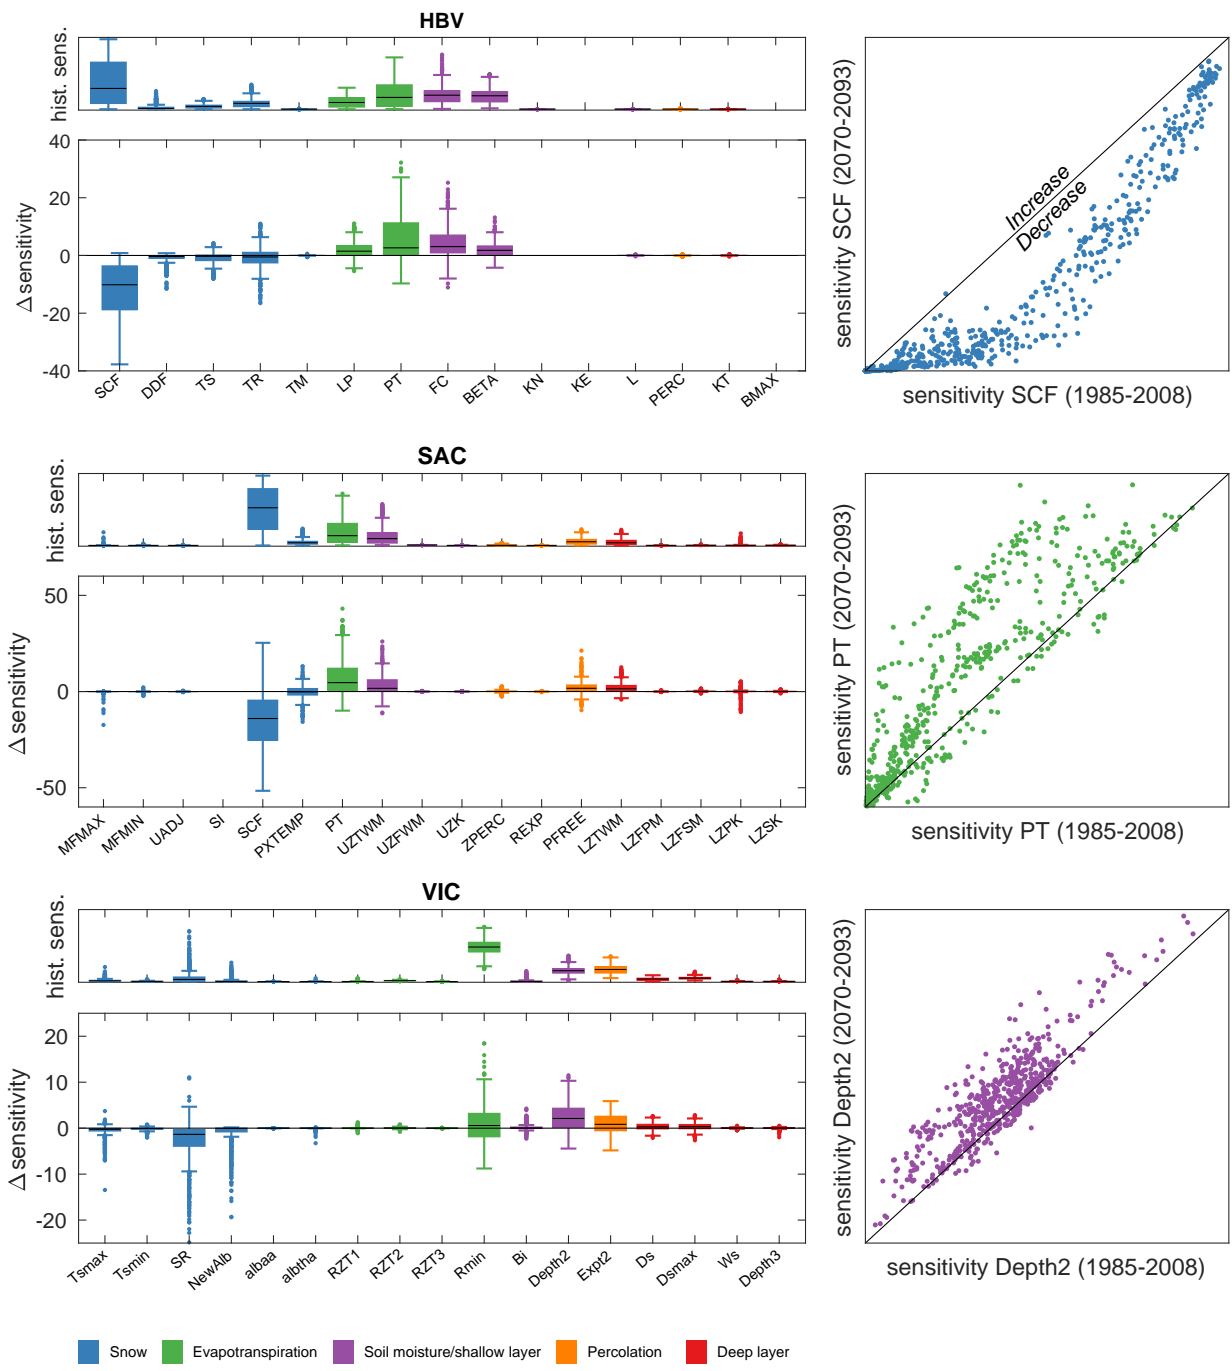 HBV
hist. sens.
40
20
0
-20
-40
Δ sensitivity
SCF
DDF
TS
TR
TM
LP
PT
FC
BETA
KN
KE
L
PERC
KT
BMAX
sensitivity SCF (2070-2093)
Increase
Decrease
sensitivity SCF (1985-2008)
SAC
hist. sens.
50
0
-50
Δ sensitivity
MFMAX
MFMIN
UADJ
SI
SCF
PXTEMP
PT
UZTWM
UZFWM
UZK
ZPERC
REXP
PFREE
LZTWM
LZFPM
LZFSM
LZPK
LZSK
sensitivity PT (2070-2093)
sensitivity PT (1985-2008)
VIC
hist. sens.
20
10
0
-10
-20
Δ sensitivity
Tsmax
Tsmin
SR
NewAlb
albaa
albtha
RZT1
RZT2
RZT3
Rmin
Bi
Depth2
Expt2
Ds
Dsmax
Ws
Depth3
sensitivity Depth2 (2070-2093)
sensitivity Depth2 (1985-2008)
Snow
Evapotranspiration
Soil moisture/shallow layer
Percolation
Deep layer